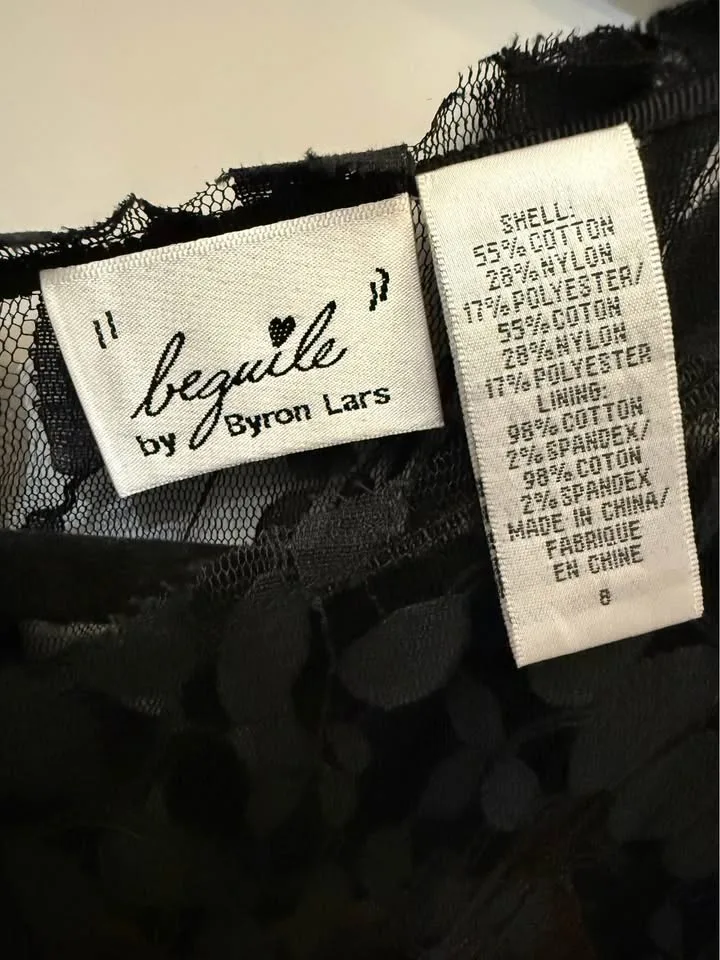 "beguile"
by Byron Lars
SHELL:
55% COTTON
28% NYLON
17% POLYESTER/
55% COTON
28% NYLON
17% POLYESTER
LINING:
98% COTTON
2% SPANDEX/
98% COTON
2% SPANDEX
MADE IN CHINA/
FABRIQUE
EN CHINE
8